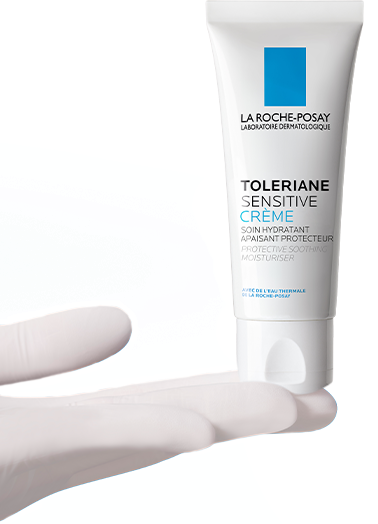 LA ROCHE-POSAY
LABORATOIRE DERMATOLOGIQUE
TOLERIANE
SENSITIVE
CRÈME
SOIN HYDRATANT
APAISANT PROTECTEUR
PROTECTIVE SOOTHING
MOISTURISER
AVEC DE L'EAU THERMALE
DE LA ROCHE-POSAY